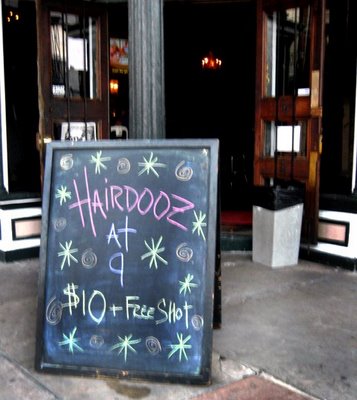 HAIRDOOZ
AT
9
$10 + FREE SHOT